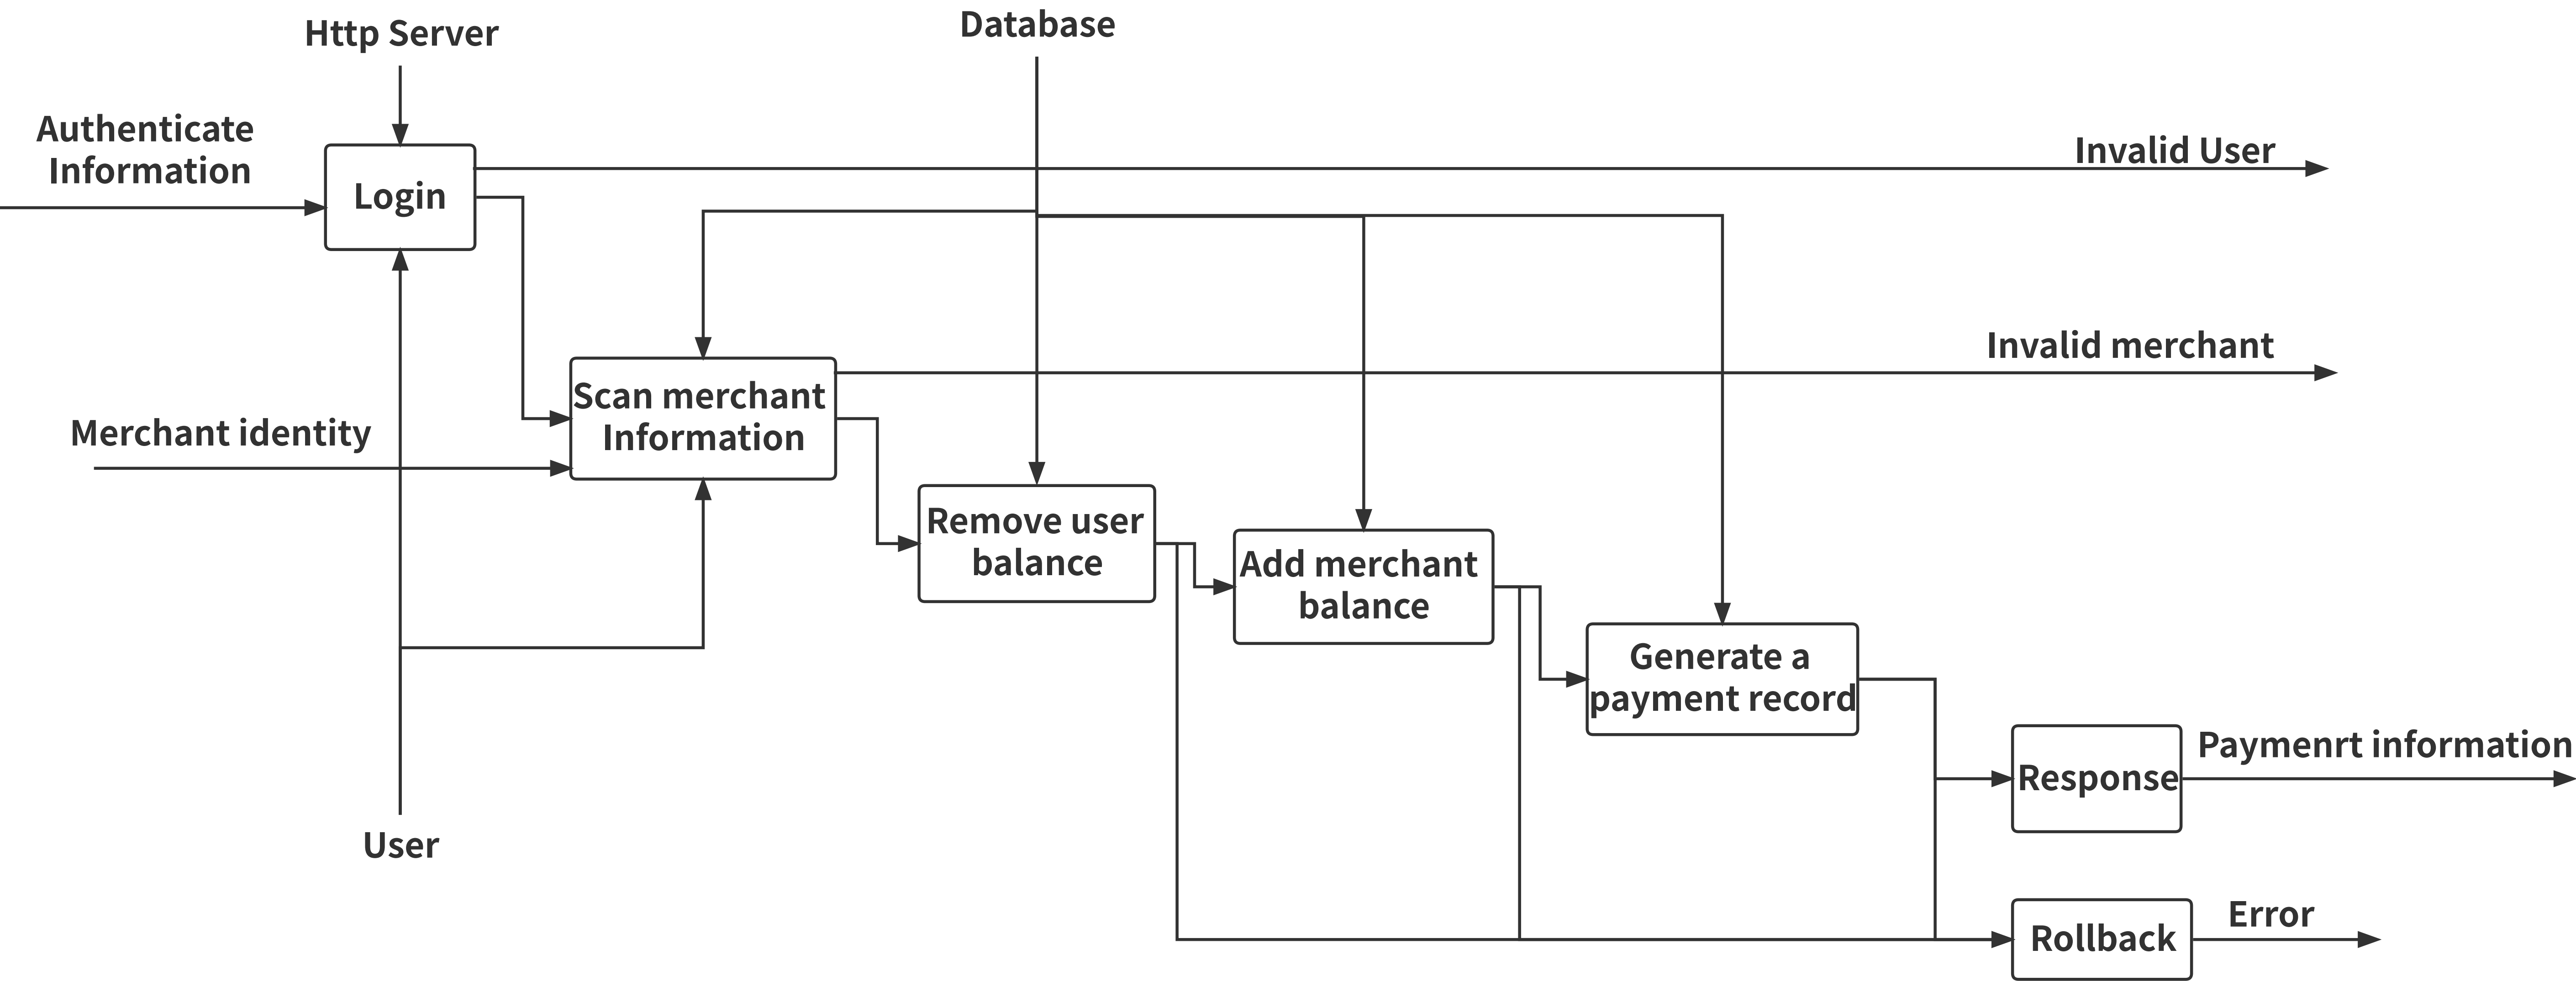 Http Server
Database
Authenticate
Information
Login
Invalid User
Invalid merchant
Scan merchant
Information
Merchant identity
Remove user
balance
Add merchant
balance
Generate a
payment record
Response
Paymenrt information
User
Rollback
Error